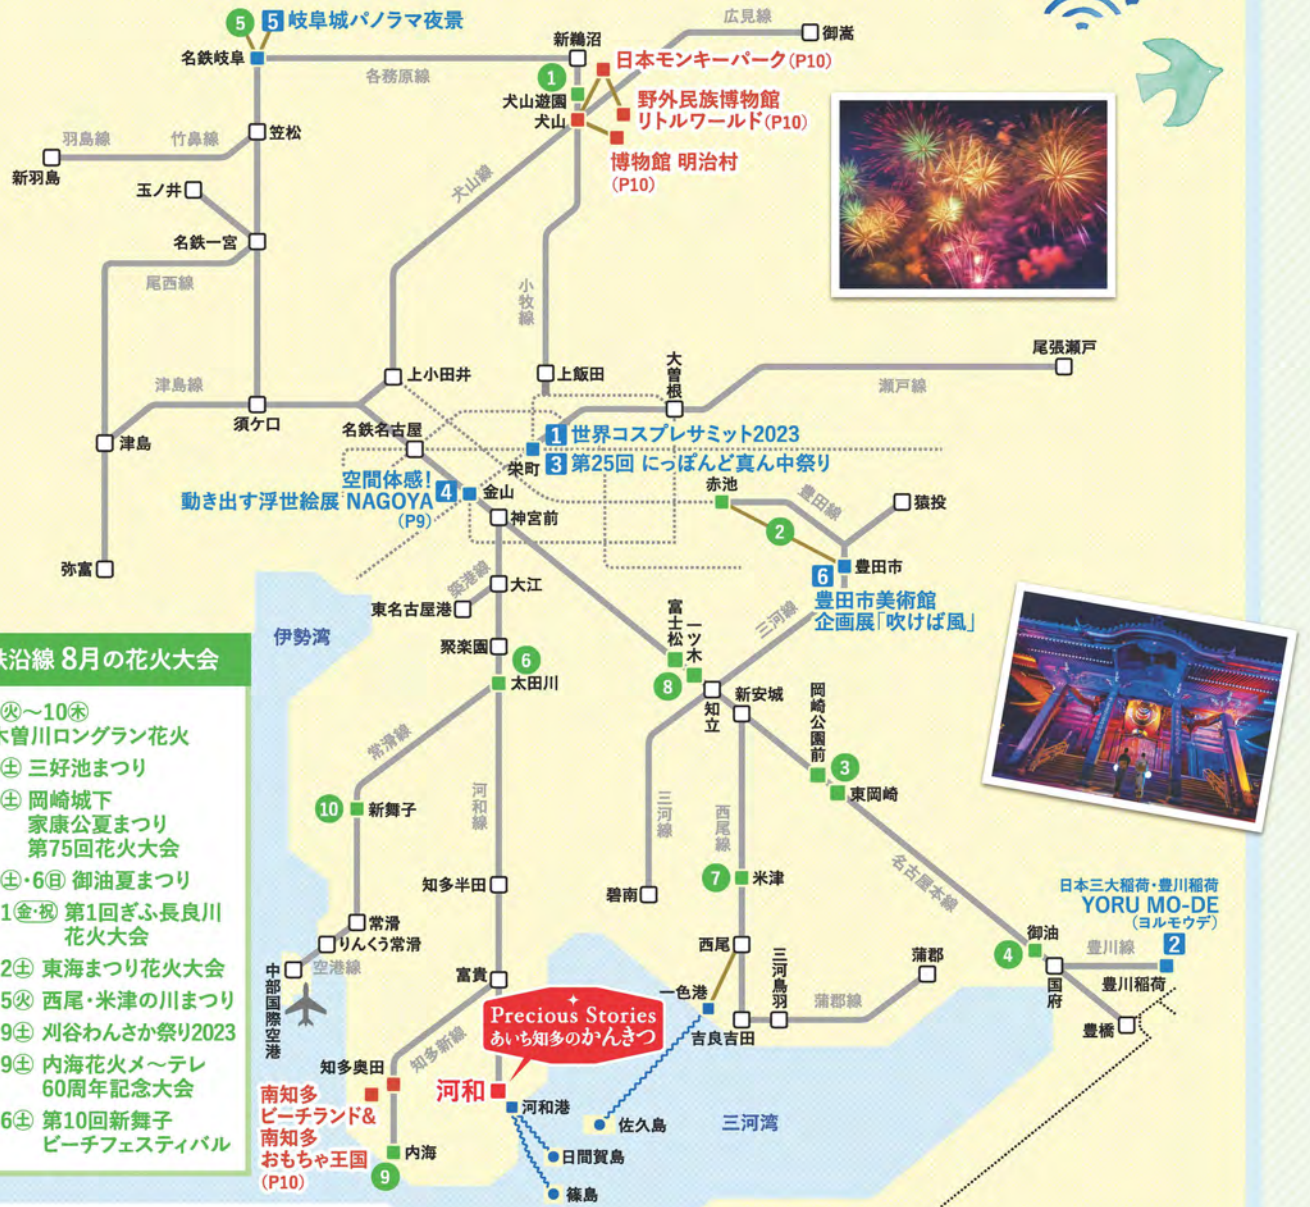 5
5 岐阜城パノラマ夜景
名鉄岐阜
各務原線
新鵜沼
広見線
御嵩
1
犬山遊園
犬山
日本モンキーパーク(P10)
野外民族博物館
リトルワールド(P10)
博物館 明治村
(P10)
羽島線
竹鼻線
笠松
新羽島
玉ノ井
名鉄一宮
尾西線
犬山線
小牧線
津島線
上小田井
上飯田
大曽根
尾張瀬戸
瀬戸線
津島
須ケ口
名鉄名古屋
栄町
1 世界コスプレサミット2023
3 第25回 にっぽんど真ん中祭り
空間体感!
動き出す浮世絵展 NAGOYA
(P9)
4
金山
神宮前
赤池
豊田線
猿投
2
豊田市
6
豊田市美術館
企画展「吹けば風」
弥富
築港線
大江
東名古屋港
伊勢湾
聚楽園
6
太田川
富士松
一ツ木
8
三河線
知立
新安城
岡崎公園前
3
東岡崎
常滑線
河和線
10
新舞子
三河線
西尾線
7
米津
碧南
名古屋本線
知多半田
常滑
りんくう常滑
空港線
中部国際空港
富貴
西尾
三河鳥羽
蒲郡
蒲郡線
一色港
吉良吉田
日本三大稲荷・豊川稲荷
YORU MO-DE
(ヨルモウデ)
2
御油
4
豊川線
国府
豊川稲荷
豊橋
Precious Stories
あいち知多のかんきつ
知多新線
知多奥田
河和
河和港
南知多
ビーチランド&
南知多
おもちゃ王国
(P10)
内海
9
佐久島
三河湾
日間賀島
篠島
沿線 8月の花火大会
㊋〜10㊍
木曽川ロングラン花火
㊏ 三好池まつり
㊏ 岡崎城下
家康公夏まつり
第75回花火大会
㊏・6㊐ 御油夏まつり
1(金・祝) 第1回ぎふ長良川
花火大会
2㊏ 東海まつり花火大会
5㊋ 西尾・米津の川まつり
9㊏ 刈谷わんさか祭り2023
9㊏ 内海花火メ〜テレ
60周年記念大会
6㊏ 第10回新舞子
ビーチフェスティバル